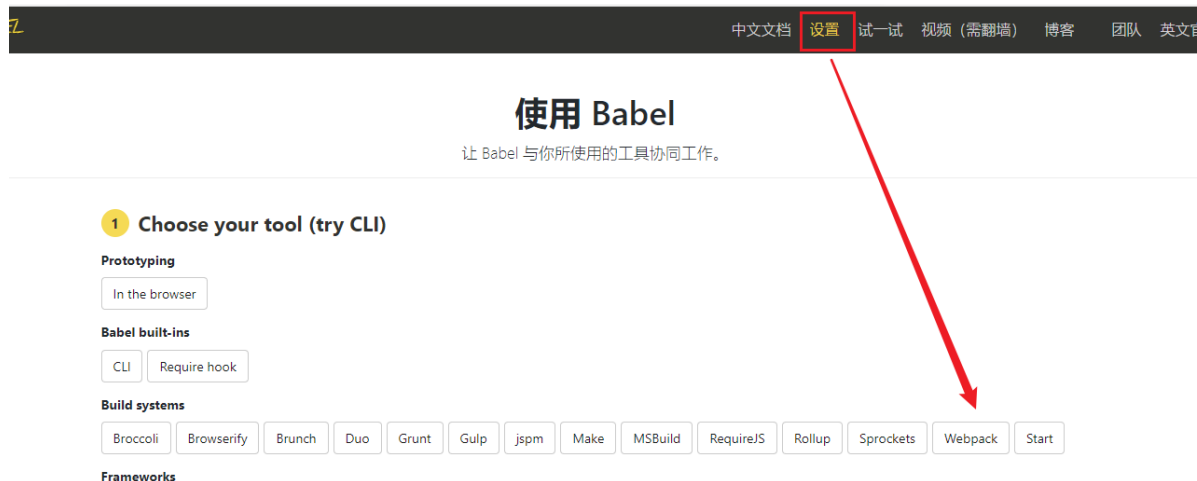 中文文档 设置 试一试 视频（需翻墙） 博客 团队 英文官
使用 Babel
让 Babel 与你所使用的工具协同工作。
1 Choose your tool (try CLI)
Prototyping
In the browser
Babel built-ins
CLI Require hook
Build systems
Broccoli Browserify Brunch Duo Grunt Gulp jspm Make MSBuild RequireJS Rollup Sprockets Webpack Start
Frameworks